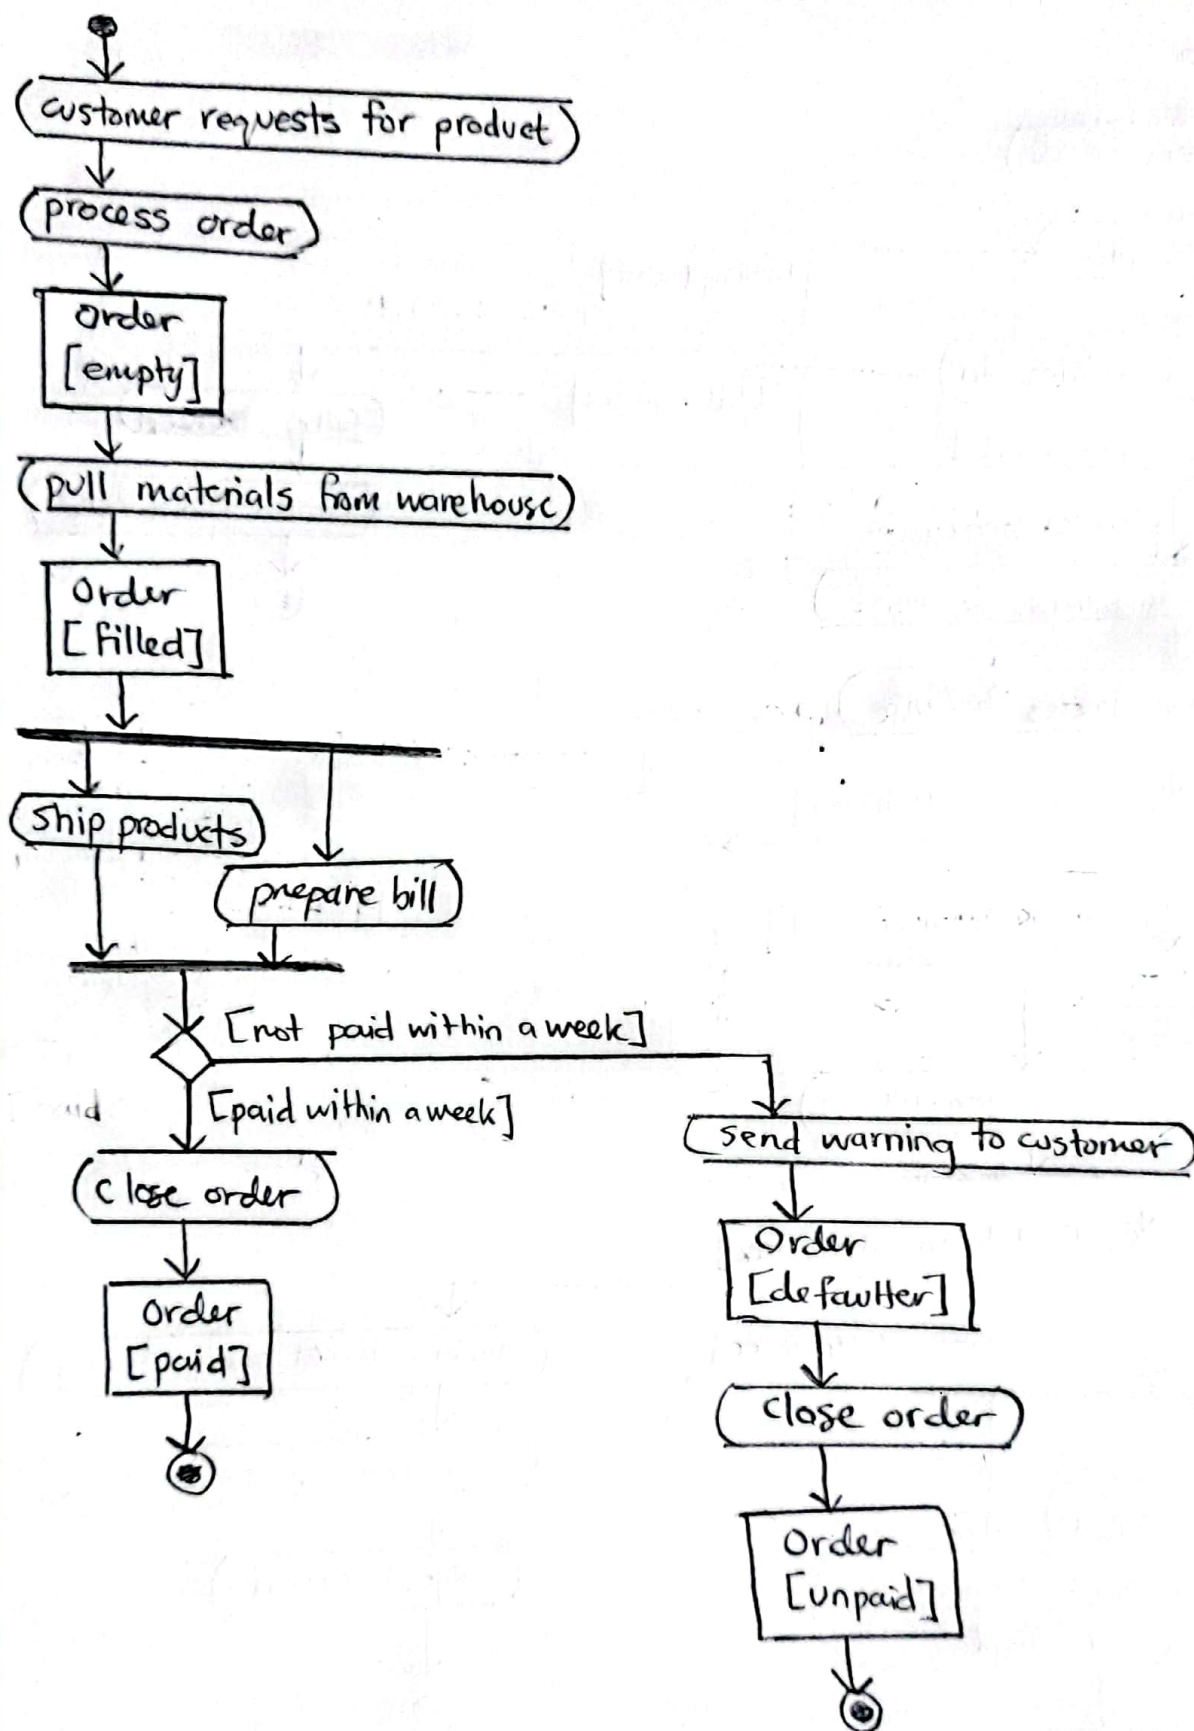 customer requests for product
process order
Order
[empty]
pull materials from warehouse
Order
[filled]
ship products
prepare bill
[not paid within a week]
[paid within a week]
send warning to customer
close order
Order
[defaulter]
Order
[paid]
close order
Order
[unpaid]